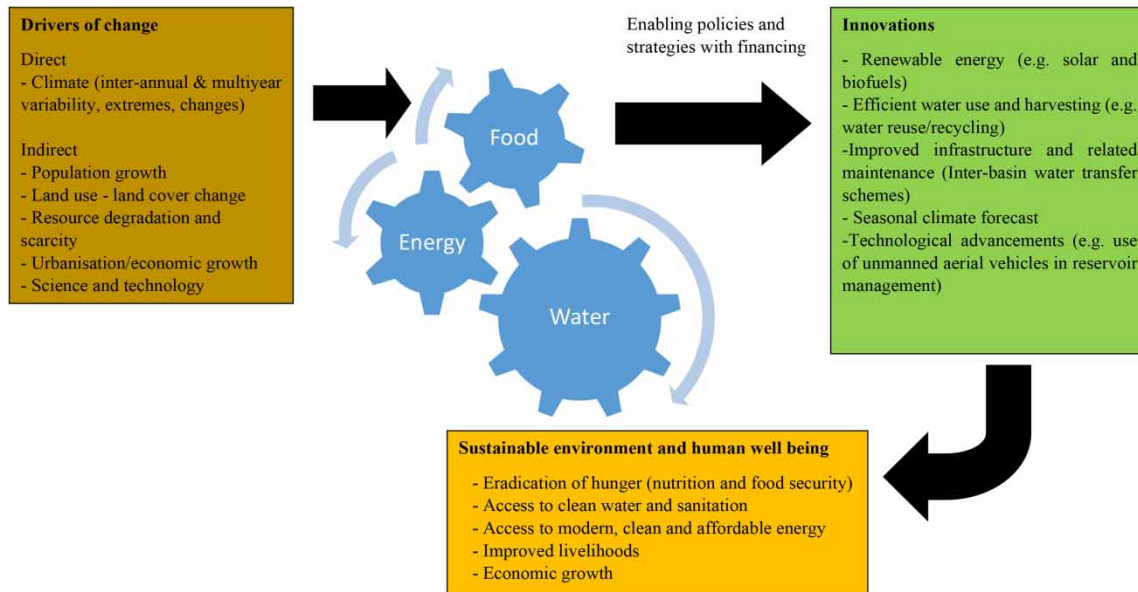 Drivers of change
Direct
- Climate (inter-annual & multiyear
variability, extremes, changes)
Indirect
- Population growth
- Land use - land cover change
- Resource degradation and
scarcity
- Urbanisation/economic growth
- Science and technology
Food
Energy
Water
Enabling policies and
strategies with financing
Innovations
- Renewable energy (e.g. solar and
biofuels)
- Efficient water use and harvesting (e.g.
water reuse/recycling)
-Improved infrastructure and related
maintenance (Inter-basin water transfer
schemes)
- Seasonal climate forecast
-Technological advancements (e.g. use
of unmanned aerial vehicles in reservoir
management)
Sustainable environment and human well being
- Eradication of hunger (nutrition and food security)
- Access to clean water and sanitation
- Access to modern, clean and affordable energy
- Improved livelihoods
- Economic growth